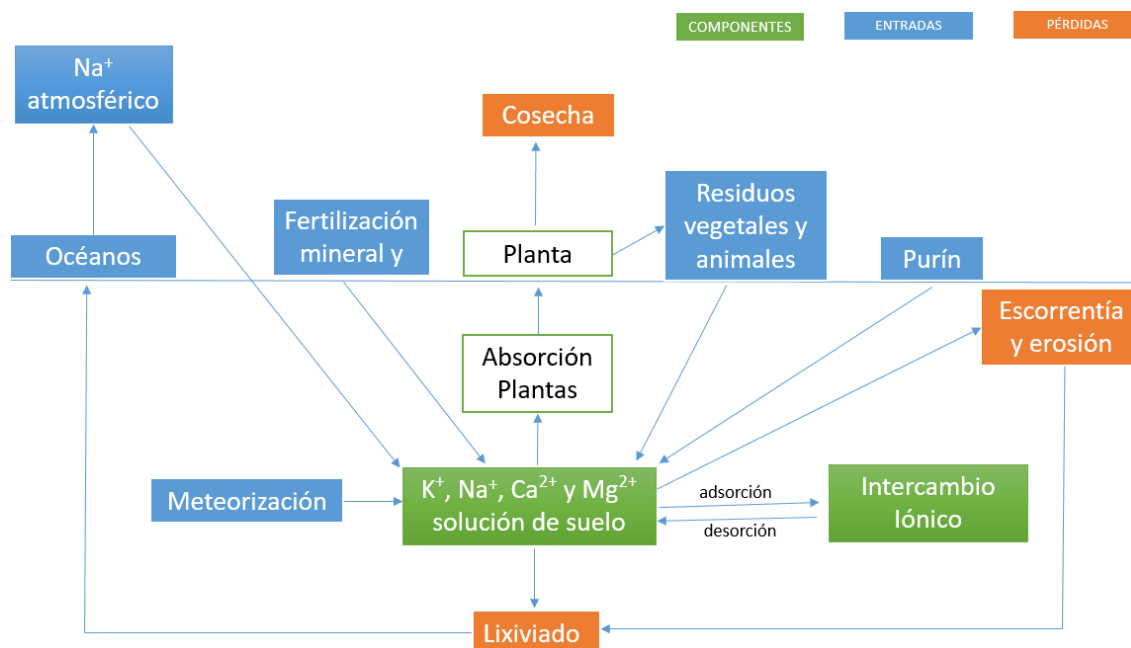 COMPONENTES
ENTRADAS
PÉRDIDAS
Na⁺
atmosférico
Cosecha
Residuos
vegetales y
animales
Fertilización
mineral y
Océanos
Planta
Purín
Escorrentía
y erosión
Absorción
Plantas
Meteorización
K⁺, Na⁺, Ca²⁺ y Mg²⁺
solución de suelo
adsorción
desorción
Intercambio
Iónico
Lixiviado